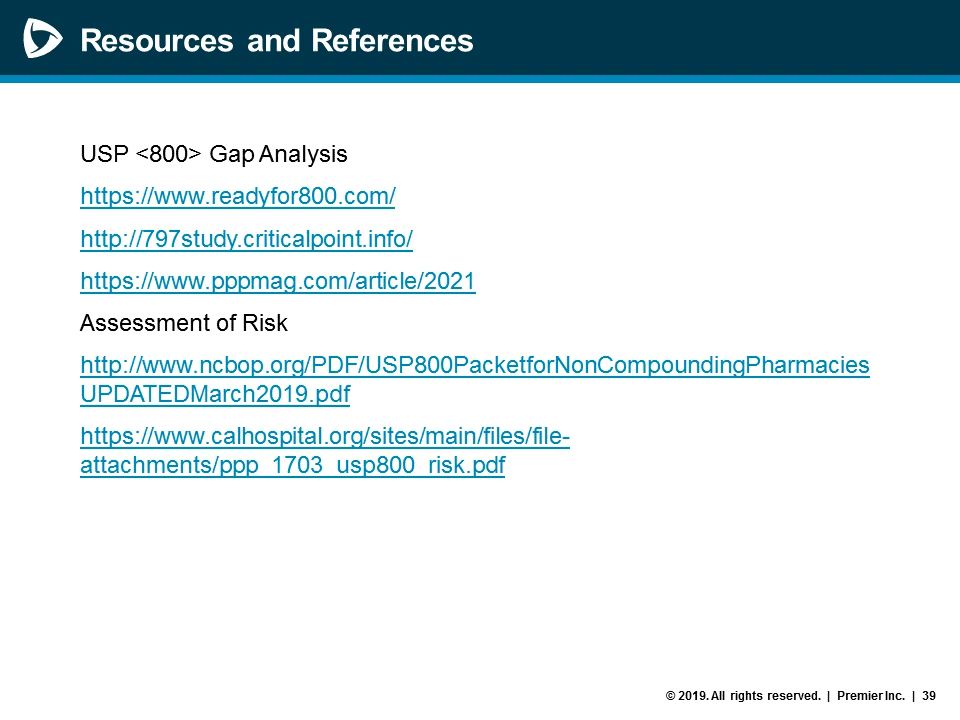 Resources and References
USP <800> Gap Analysis
https://www.readyfor800.com/
http://797study.criticalpoint.info/
https://www.pppmag.com/article/2021
Assessment of Risk
http://www.ncbop.org/PDF/USP800PacketforNonCompoundingPharmacies
UPDATEDMarch2019.pdf
https://www.calhospital.org/sites/main/files/file-
attachments/ppp_1703_usp800_risk.pdf
© 2019. All rights reserved. | Premier Inc. | 39